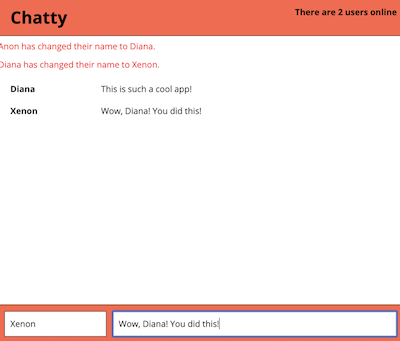 Chatty
There are 2 users online
Anon has changed their name to Diana.
Diana has changed their name to Xenon.
Diana This is such a cool app!
Xenon Wow, Diana! You did this!
Xenon Wow, Diana! You did this!